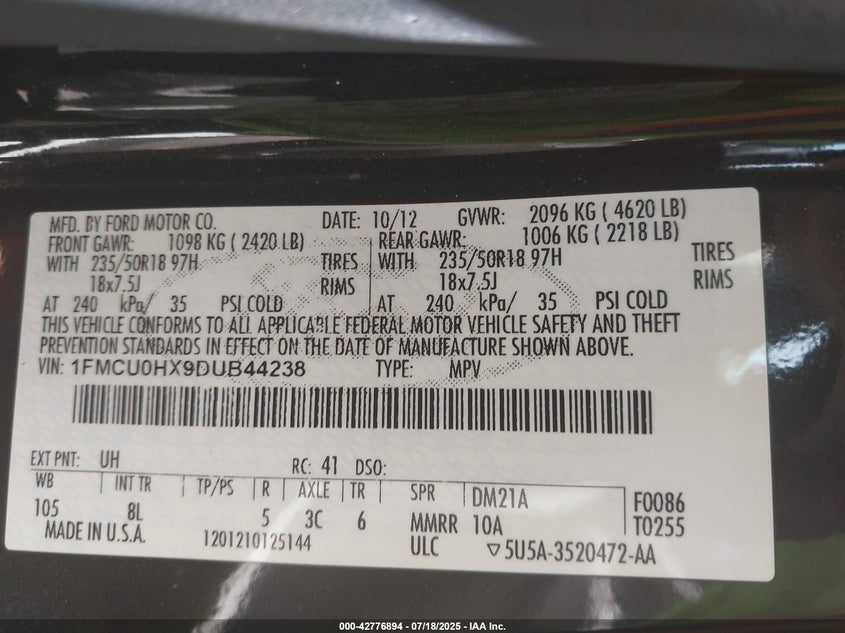 MFD. BY FORD MOTOR CO. DATE: 10/12 GVWR: 2096 KG ( 4620 LB)
FRONT GAWR: 1098 KG ( 2420 LB) REAR GAWR: 1006 KG ( 2218 LB)
WITH 235/50R18 97H TIRES WITH 235/50R18 97H TIRES
18x7.5J RIMS 18x7.5J RIMS
AT 240 kPa/ 35 PSI COLD AT 240 kPa/ 35 PSI COLD
THIS VEHICLE CONFORMS TO ALL APPLICABLE FEDERAL MOTOR VEHICLE SAFETY AND THEFT
PREVENTION STANDARDS IN EFFECT ON THE DATE OF MANUFACTURE SHOWN ABOVE.
VIN: 1FMCU0HX9DUB44238 TYPE: MPV
EXT PNT: UH RC: 41 DSO:
WB INT TR TP/PS R AXLE TR SPR DM21A F0086
105 8L 5 3C 6 MMRR 10A T0255
MADE IN U.S.A. 1201210125144 ULC ▽5U5A-3520472-AA
000-42776894 - 07/18/2025 - IAA Inc.